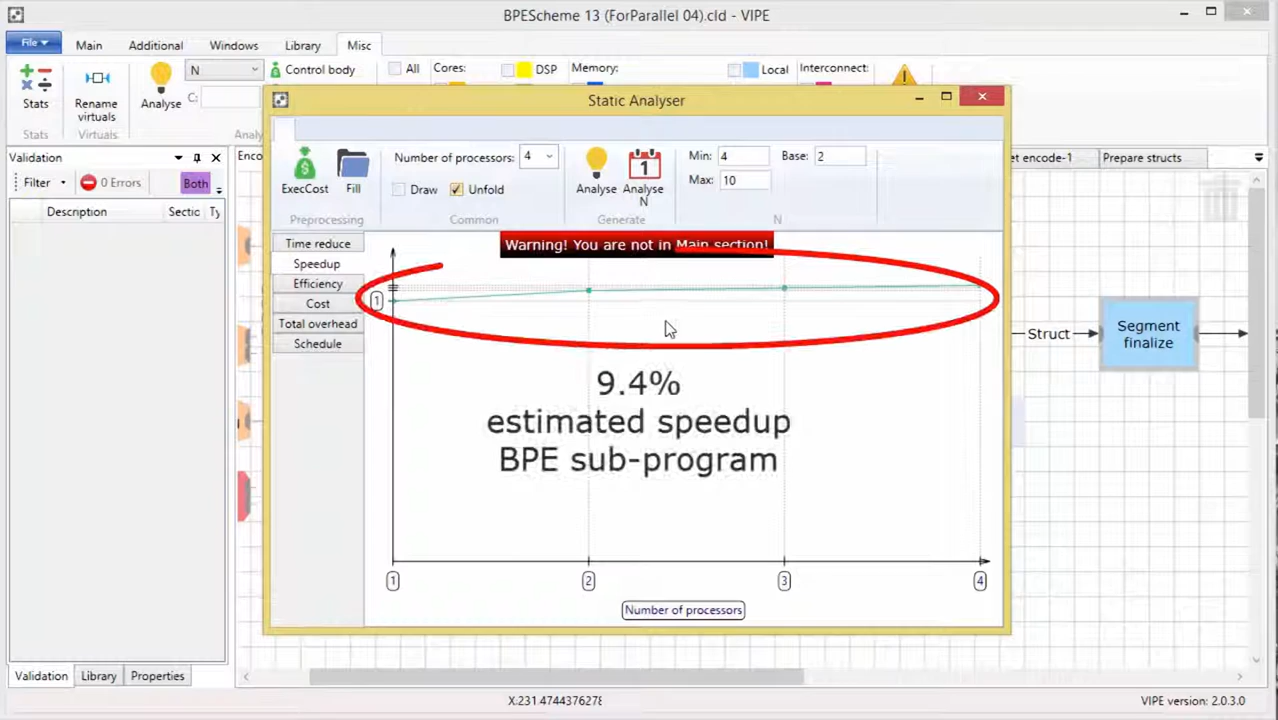 BPEScheme 13 (ForParallel 04).cld - VIPE
File
Main
Additional
Windows
Library
Misc
Stats
Rename
virtuals
Analyse
N
C:
Control body
All
Cores:
DSP
Memory:
Local
Interconnect:
Stats
Virtuals
Validation
Filter
0 Errors
Both
Description
Static Analyser
ExecCost
Fill
Number of processors:
4
Draw
Unfold
Analyse
Analyse
N
Min:
4
Base:
2
Max:
10
Preprocessing
Common
Generate
N
Time reduce
Speedup
Efficiency
Cost
Total overhead
Schedule
Warning! You are not in Main section!
1
9.4%
estimated speedup
BPE sub-program
1
2
3
4
Number of processors
Prepare structs
Struct
Segment
finalize
Validation
Library
Properties
X:231.4744376278
VIPE version: 2.0.3.0